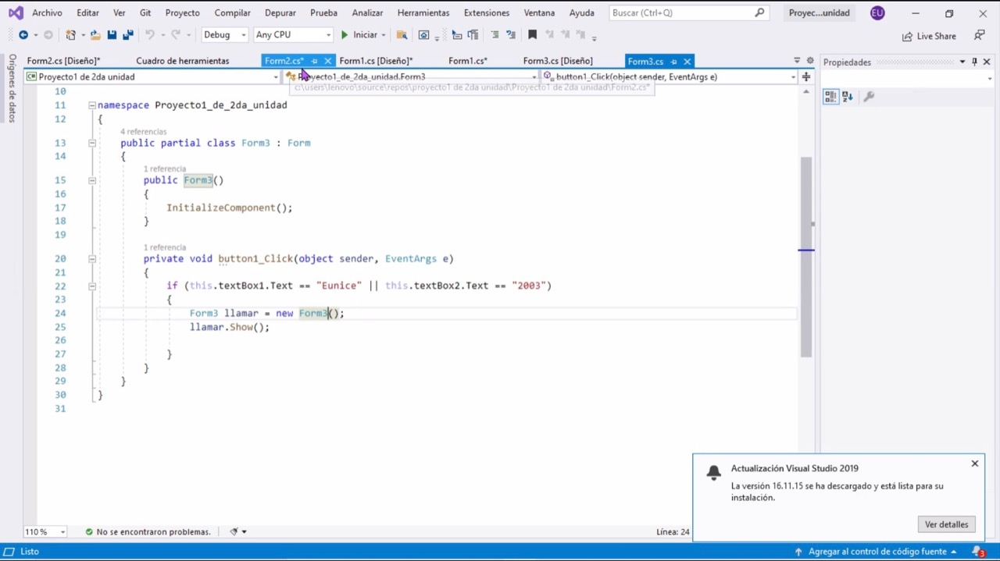 Archivo Editar Ver Git Proyecto Compilar Depurar Prueba Analizar Herramientas Extensiones Ventana Ayuda Buscar (Ctrl+Q) Proyec...unidad EU
Debug Any CPU Iniciar Live Share
Form2.cs [Diseño]* Cuadro de herramientas Form2.cs* Form1.cs [Diseño]* Form1.cs* Form3.cs [Diseño] Form3.cs Propiedades
Orígenes de datos
Proyecto1 de 2da unidad Proyecto1_de_2da_unidad.Form3 button1_Click(object sender, EventArgs e)
c:\users\lenovo\source\repos\proyecto1 de 2da unidad\Proyecto1 de 2da unidad\Form2.cs*
10
11 namespace Proyecto1_de_2da_unidad
12 {
4 referencias
13 public partial class Form3 : Form
14 {
1 referencia
15 public Form3()
16 {
17 InitializeComponent();
18 }
19
1 referencia
20 private void button1_Click(object sender, EventArgs e)
21 {
22 if (this.textBox1.Text == "Eunice" || this.textBox2.Text == "2003")
23 {
24 Form3 llamar = new Form3();
25 llamar.Show();
26
27 }
28 }
29 }
30 }
31
Actualización Visual Studio 2019
La versión 16.11.15 se ha descargado y está lista para su
instalación.
Ver detalles
110 % No se encontraron problemas. Línea: 24
Listo Agregar al control de código fuente 3